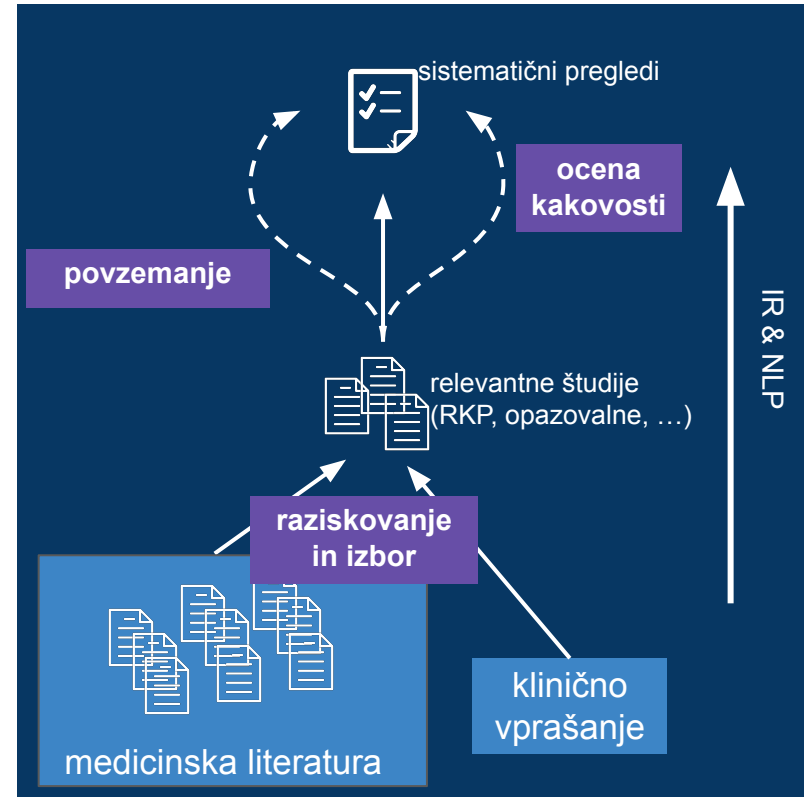 sistematični pregledi
ocena
kakovosti
povzemanje
IR & NLP
relevantne študije
(RKP, opazovalne, …)
raziskovanje
in izbor
klinično
vprašanje
medicinska literatura